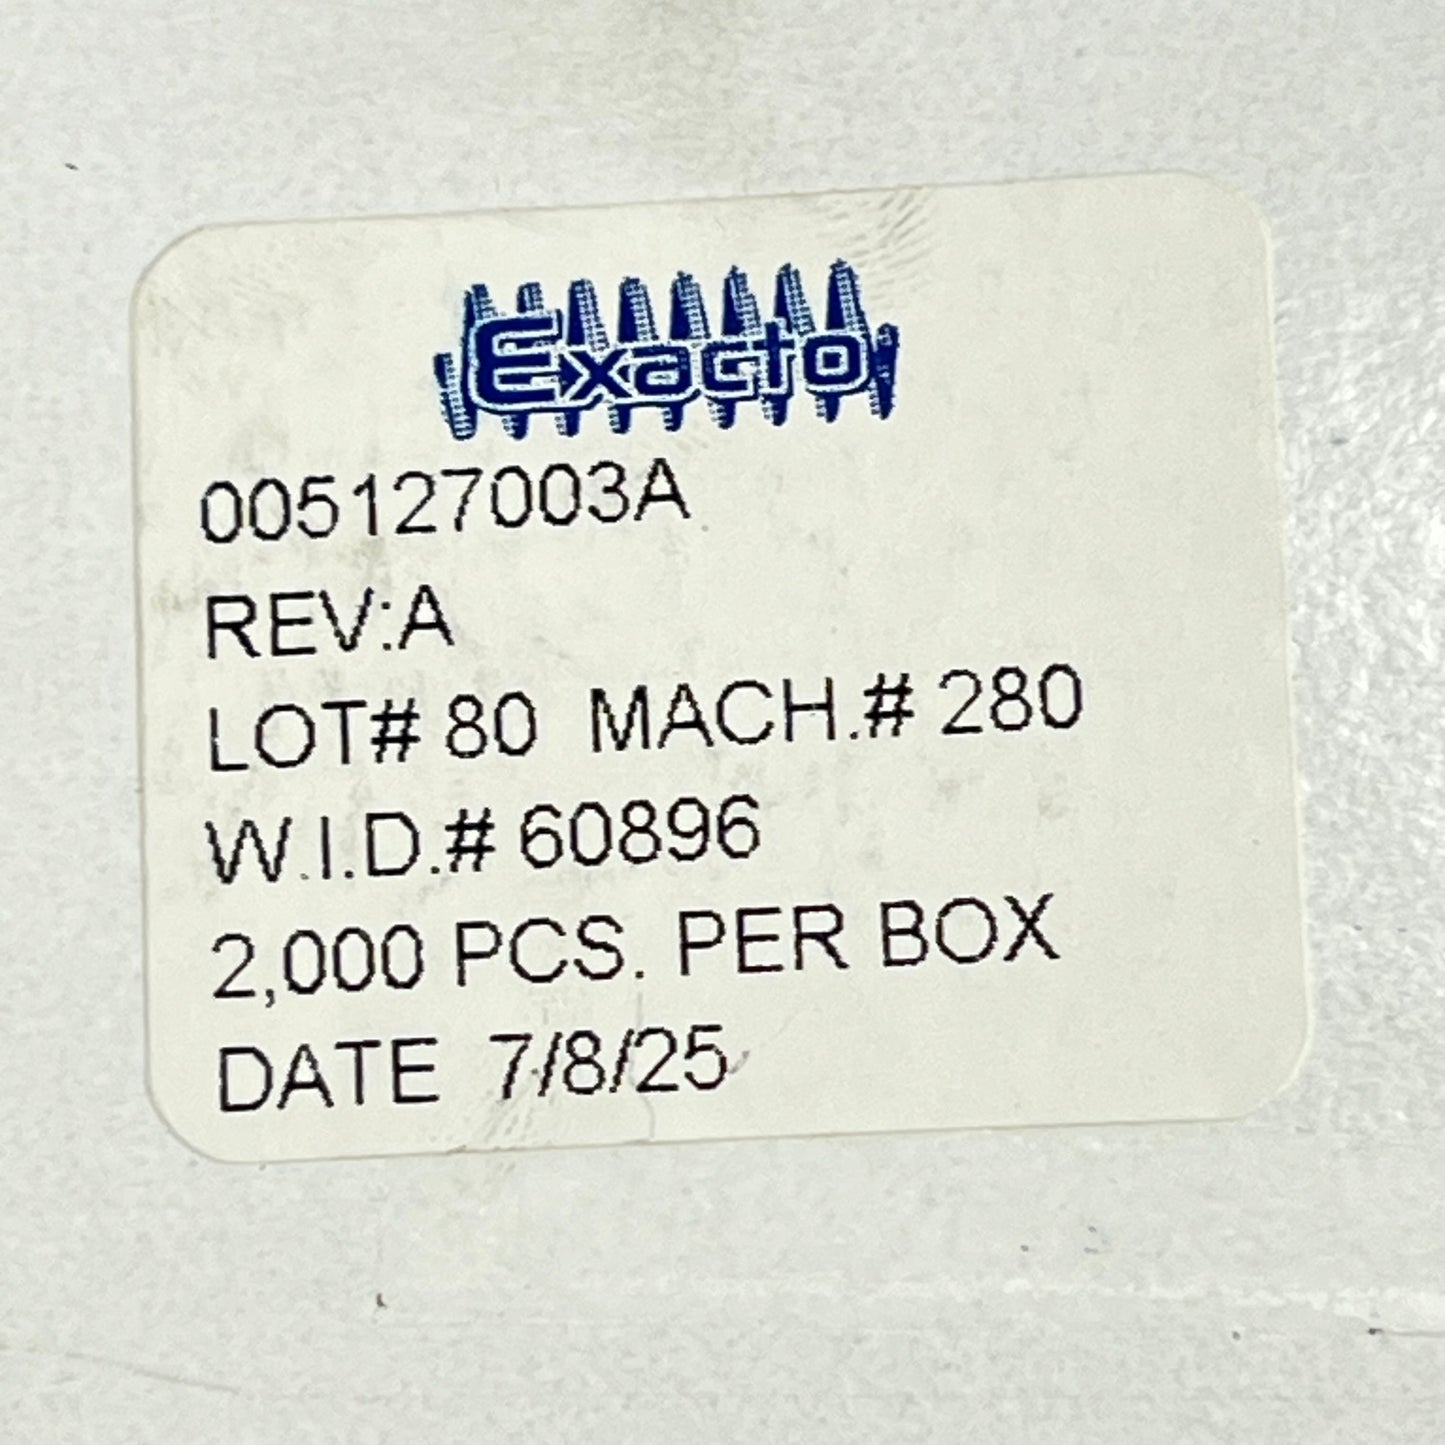 Exacto
005127003A
REV:A
LOT# 80 MACH.# 280
W.I.D.# 60896
2,000 PCS. PER BOX
DATE 7/8/25